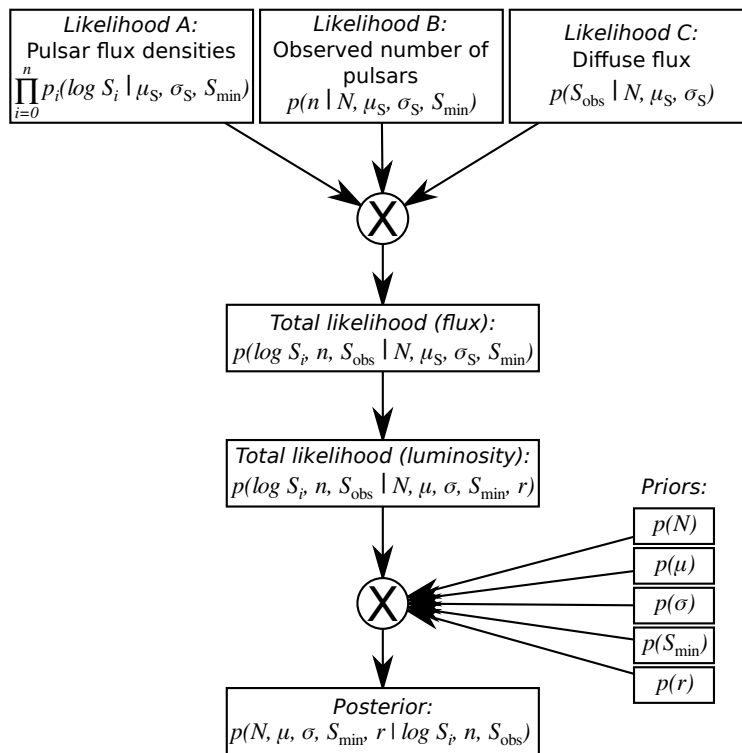 Likelihood A:
Pulsar flux densities
n
∏ p_i(log S_i | μ_S, σ_S, S_min)
i=0
Likelihood B:
Observed number of
pulsars
p(n | N, μ_S, σ_S, S_min)
Likelihood C:
Diffuse flux
p(S_obs | N, μ_S, σ_S)
X
Total likelihood (flux):
p(log S_i, n, S_obs | N, μ_S, σ_S, S_min)
Total likelihood (luminosity):
p(log S_i, n, S_obs | N, μ, σ, S_min, r)
Priors:
p(N)
p(μ)
p(σ)
p(S_min)
p(r)
X
Posterior:
p(N, μ, σ, S_min, r | log S_i, n, S_obs)